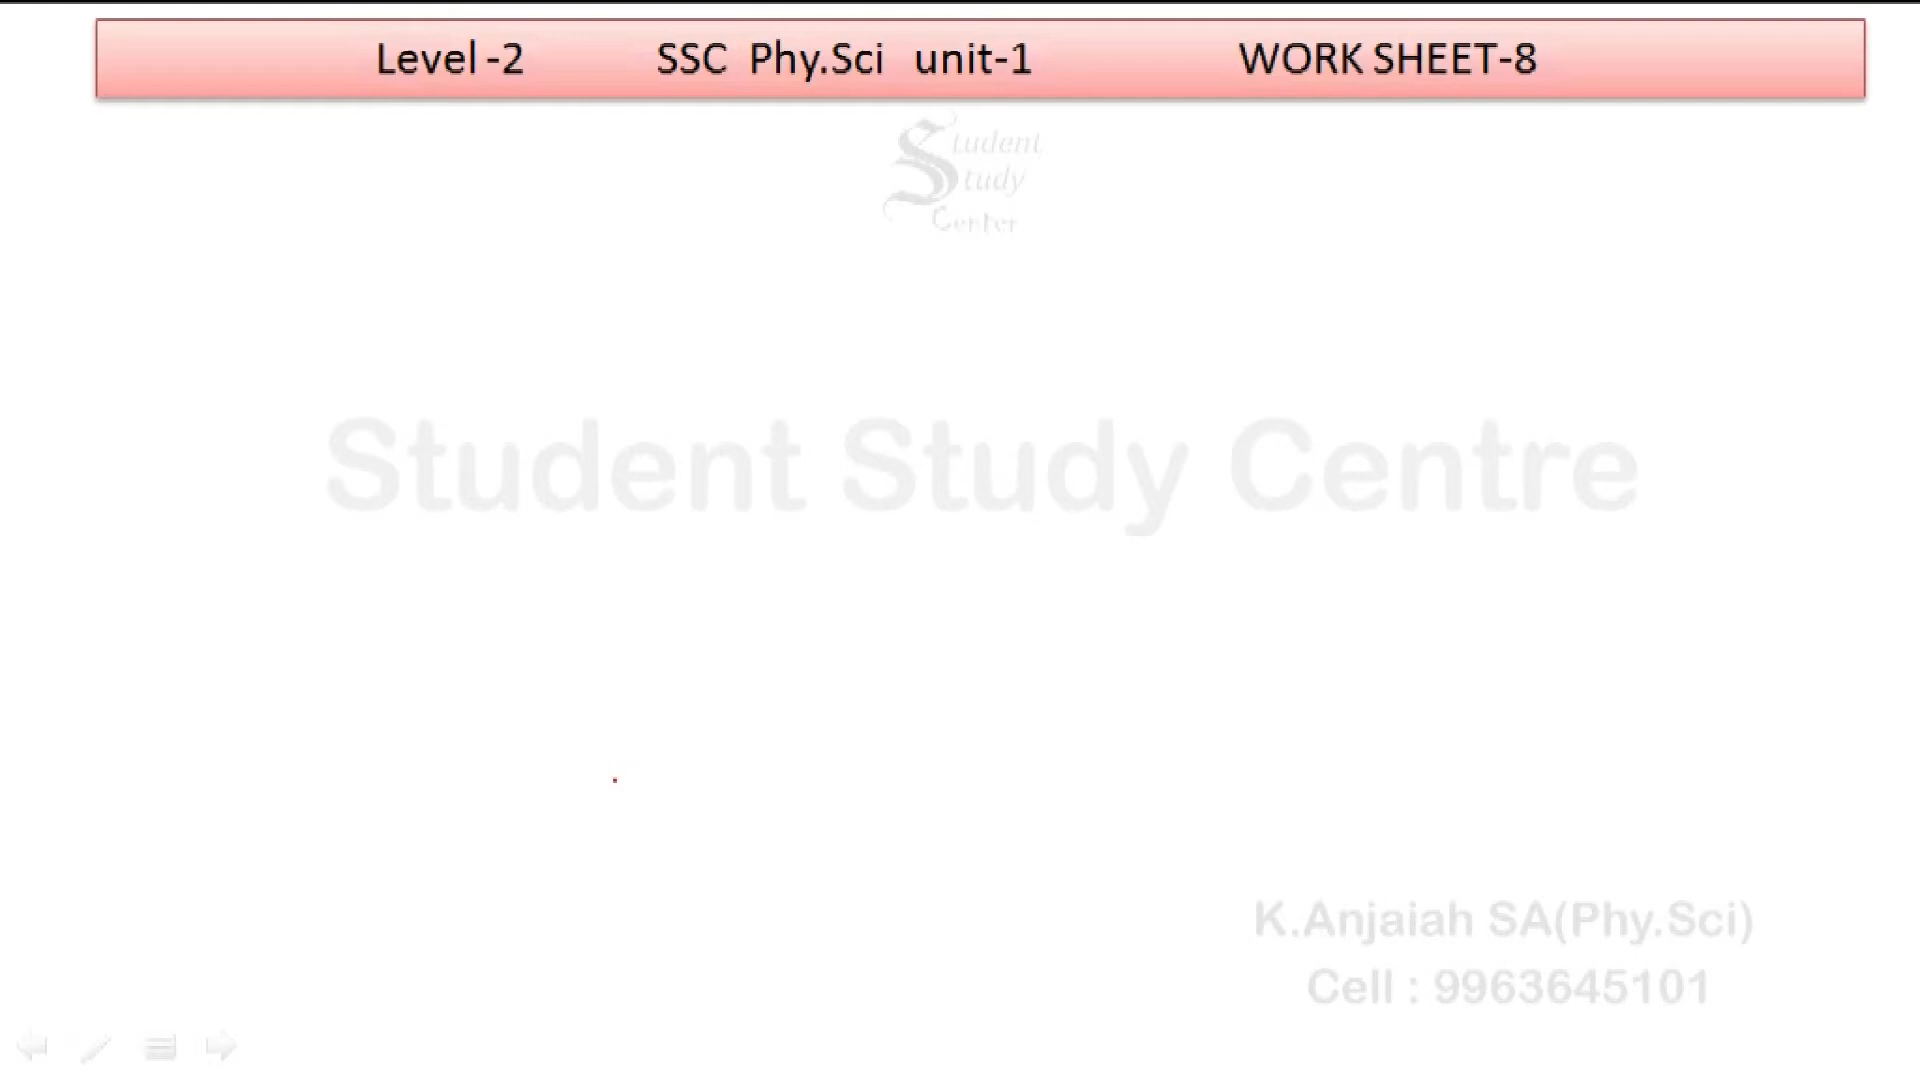 Level -2 SSC Phy.Sci unit-1 WORK SHEET-8
Student
Study
Center
Student Study Centre
K.Anjaiah SA(Phy.Sci)
Cell : 9963645101